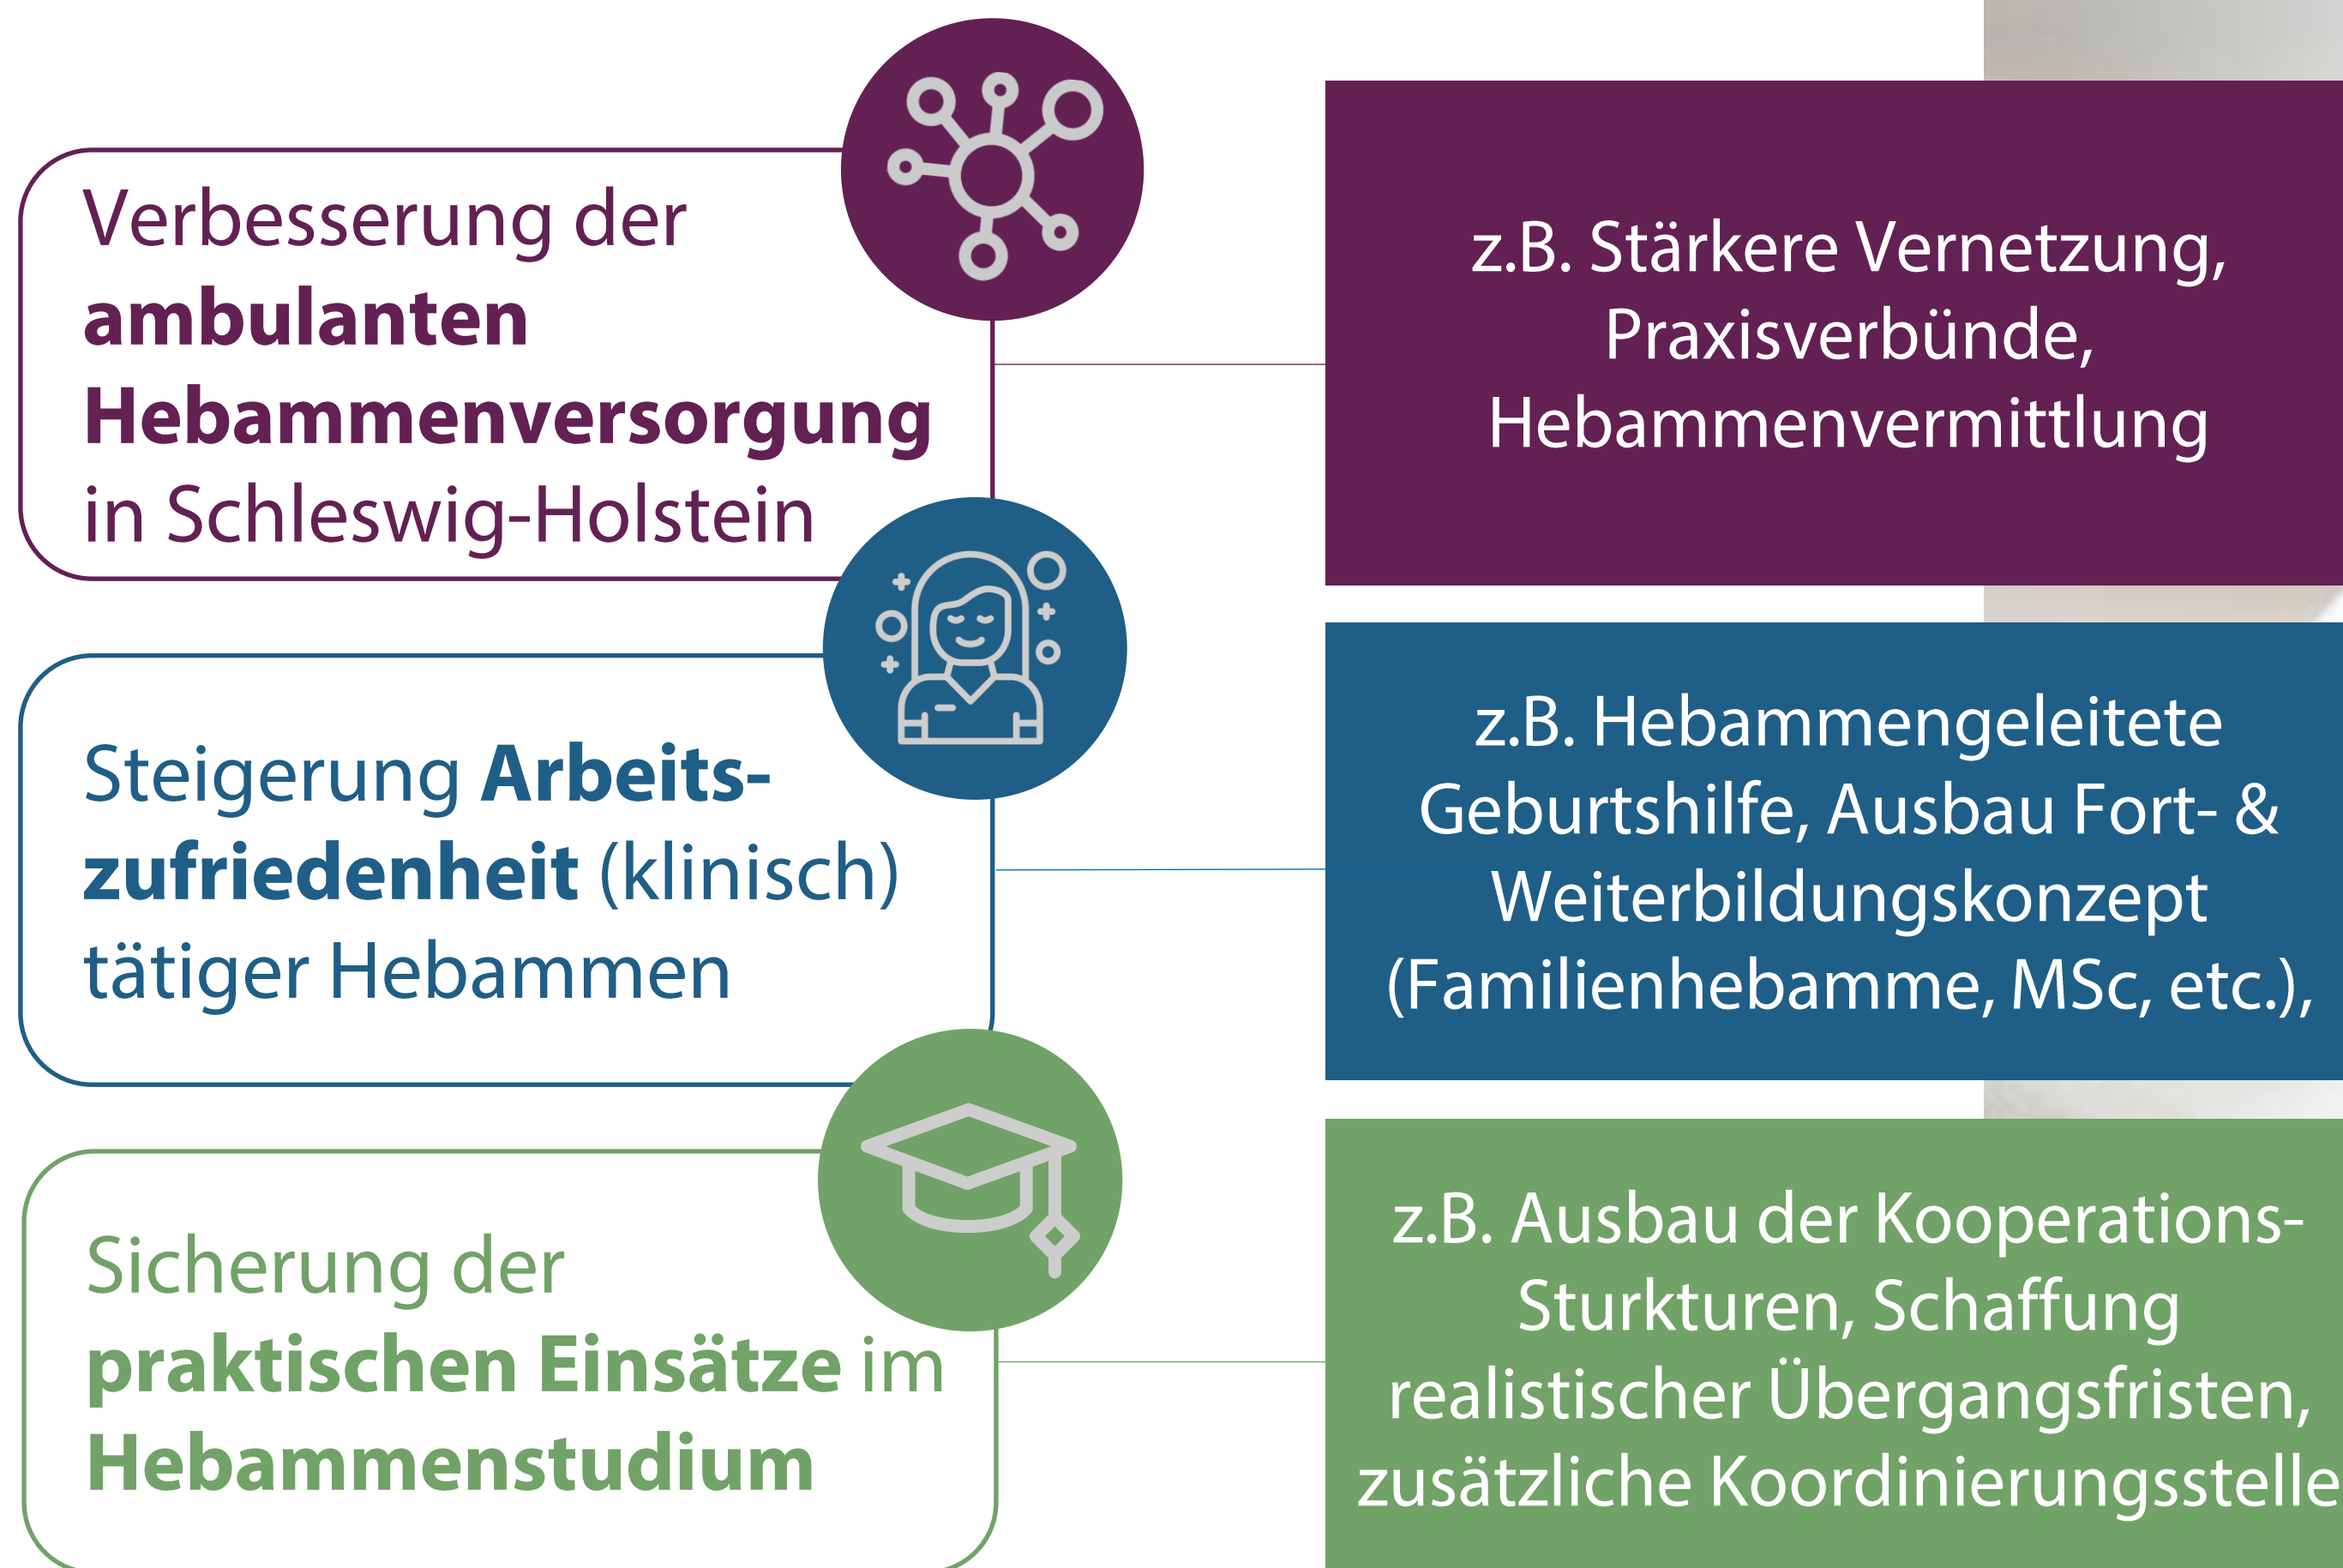 Verbesserung der
ambulanten
Hebammenversorgung
in Schleswig-Holstein
z.B. Stärkere Vernetzung,
Praxisverbünde,
Hebammenvermittlung
Steigerung Arbeits-
zufriedenheit (klinisch)
tätiger Hebammen
z.B. Hebammengeleitete
Geburtshilfe, Ausbau Fort- &
Weiterbildungskonzept
(Familienhebamme, MSc, etc.),
Sicherung der
praktischen Einsätze im
Hebammenstudium
z.B. Ausbau der Kooperations-
Sturkturen, Schaffung
realistischer Übergangsfristen,
zusätzliche Koordinierungsstelle